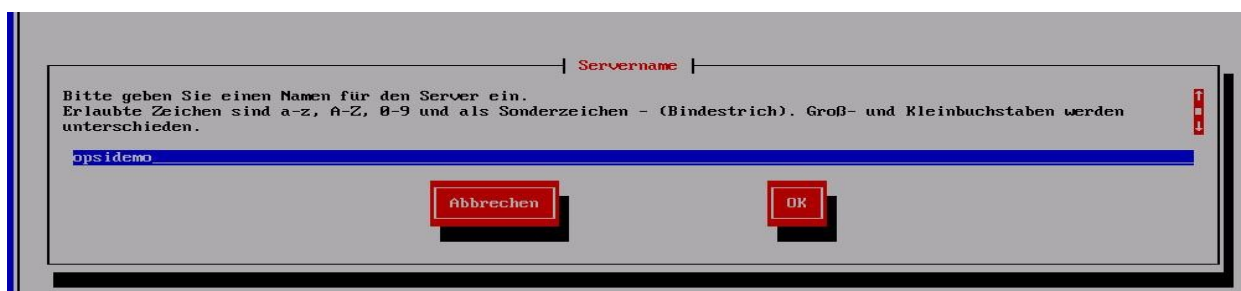 Servername
Bitte geben Sie einen Namen für den Server ein.
Erlaubte Zeichen sind a-z, A-Z, 0-9 und als Sonderzeichen - (Bindestrich). Groß- und Kleinbuchstaben werden
unterschieden.
opsidemo
Abbrechen OK